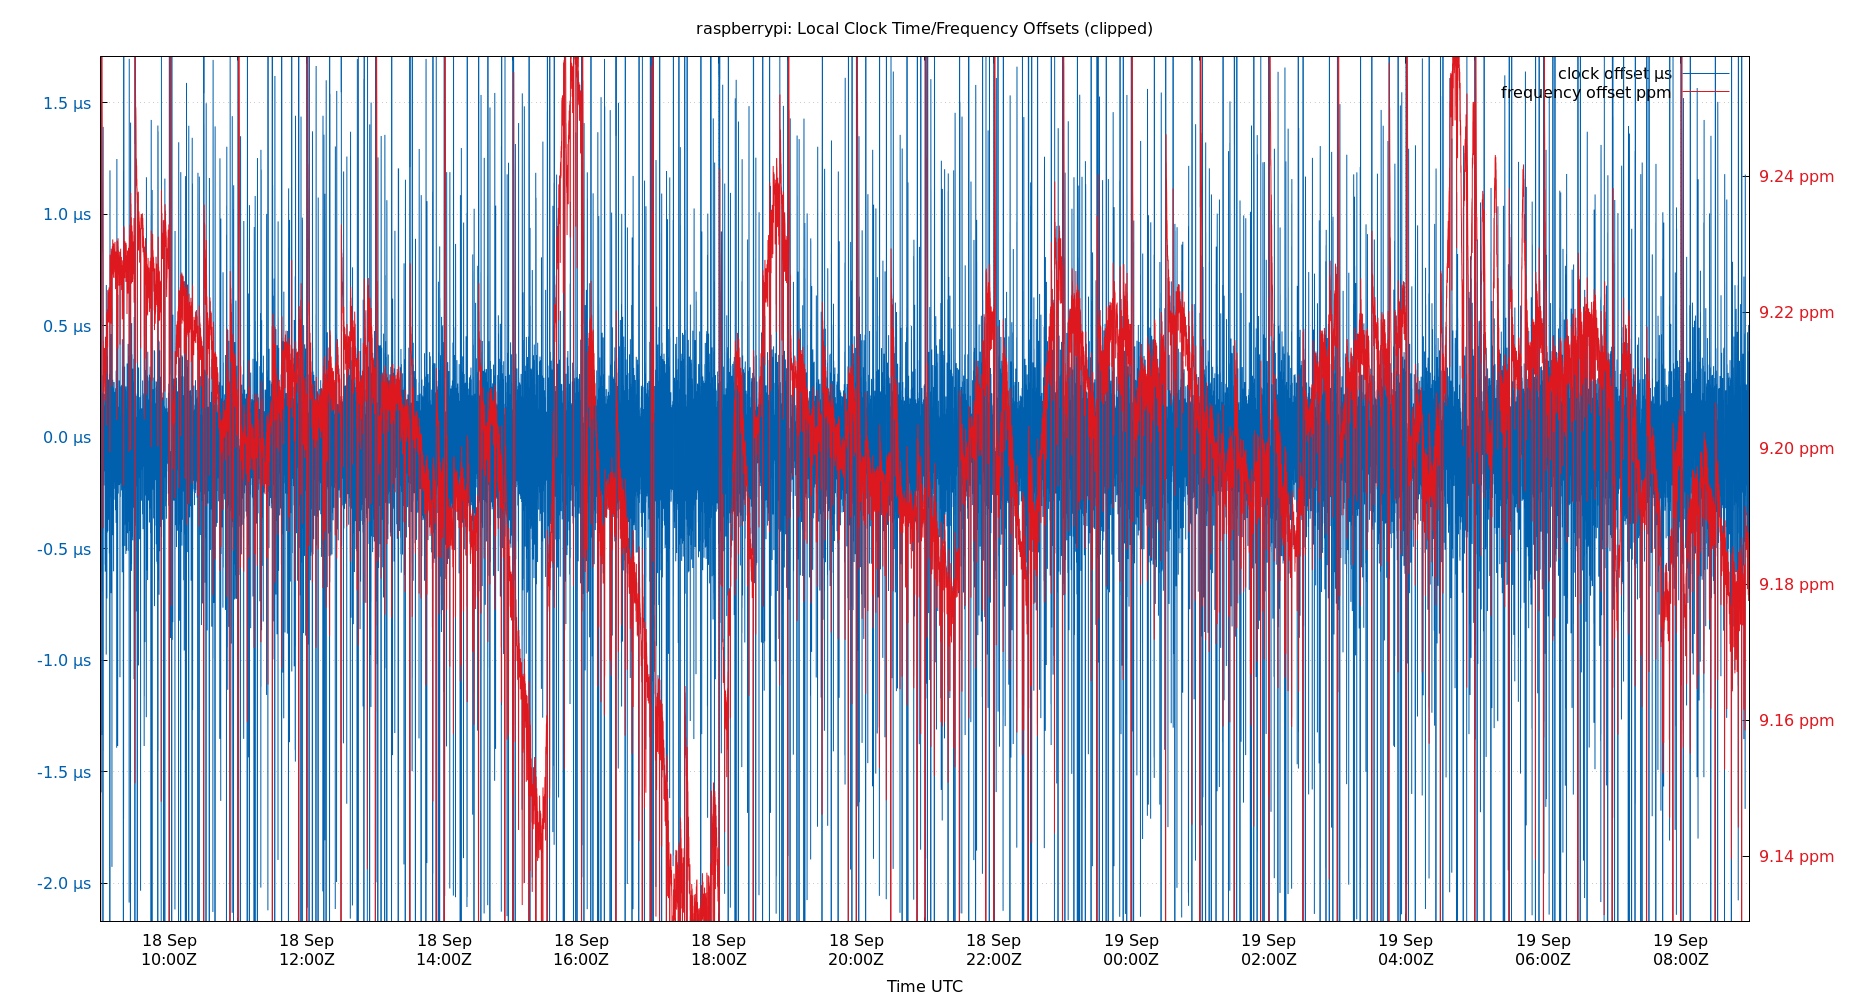 raspberrypi: Local Clock Time/Frequency Offsets (clipped)
clock offset µs
frequency offset ppm
1.5 µs
1.0 µs
0.5 µs
0.0 µs
-0.5 µs
-1.0 µs
-1.5 µs
-2.0 µs
9.24 ppm
9.22 ppm
9.20 ppm
9.18 ppm
9.16 ppm
9.14 ppm
18 Sep 18 Sep 18 Sep 18 Sep 18 Sep 18 Sep 18 Sep 19 Sep 19 Sep 19 Sep 19 Sep 19 Sep
10:00Z 12:00Z 14:00Z 16:00Z 18:00Z 20:00Z 22:00Z 00:00Z 02:00Z 04:00Z 06:00Z 08:00Z
Time UTC